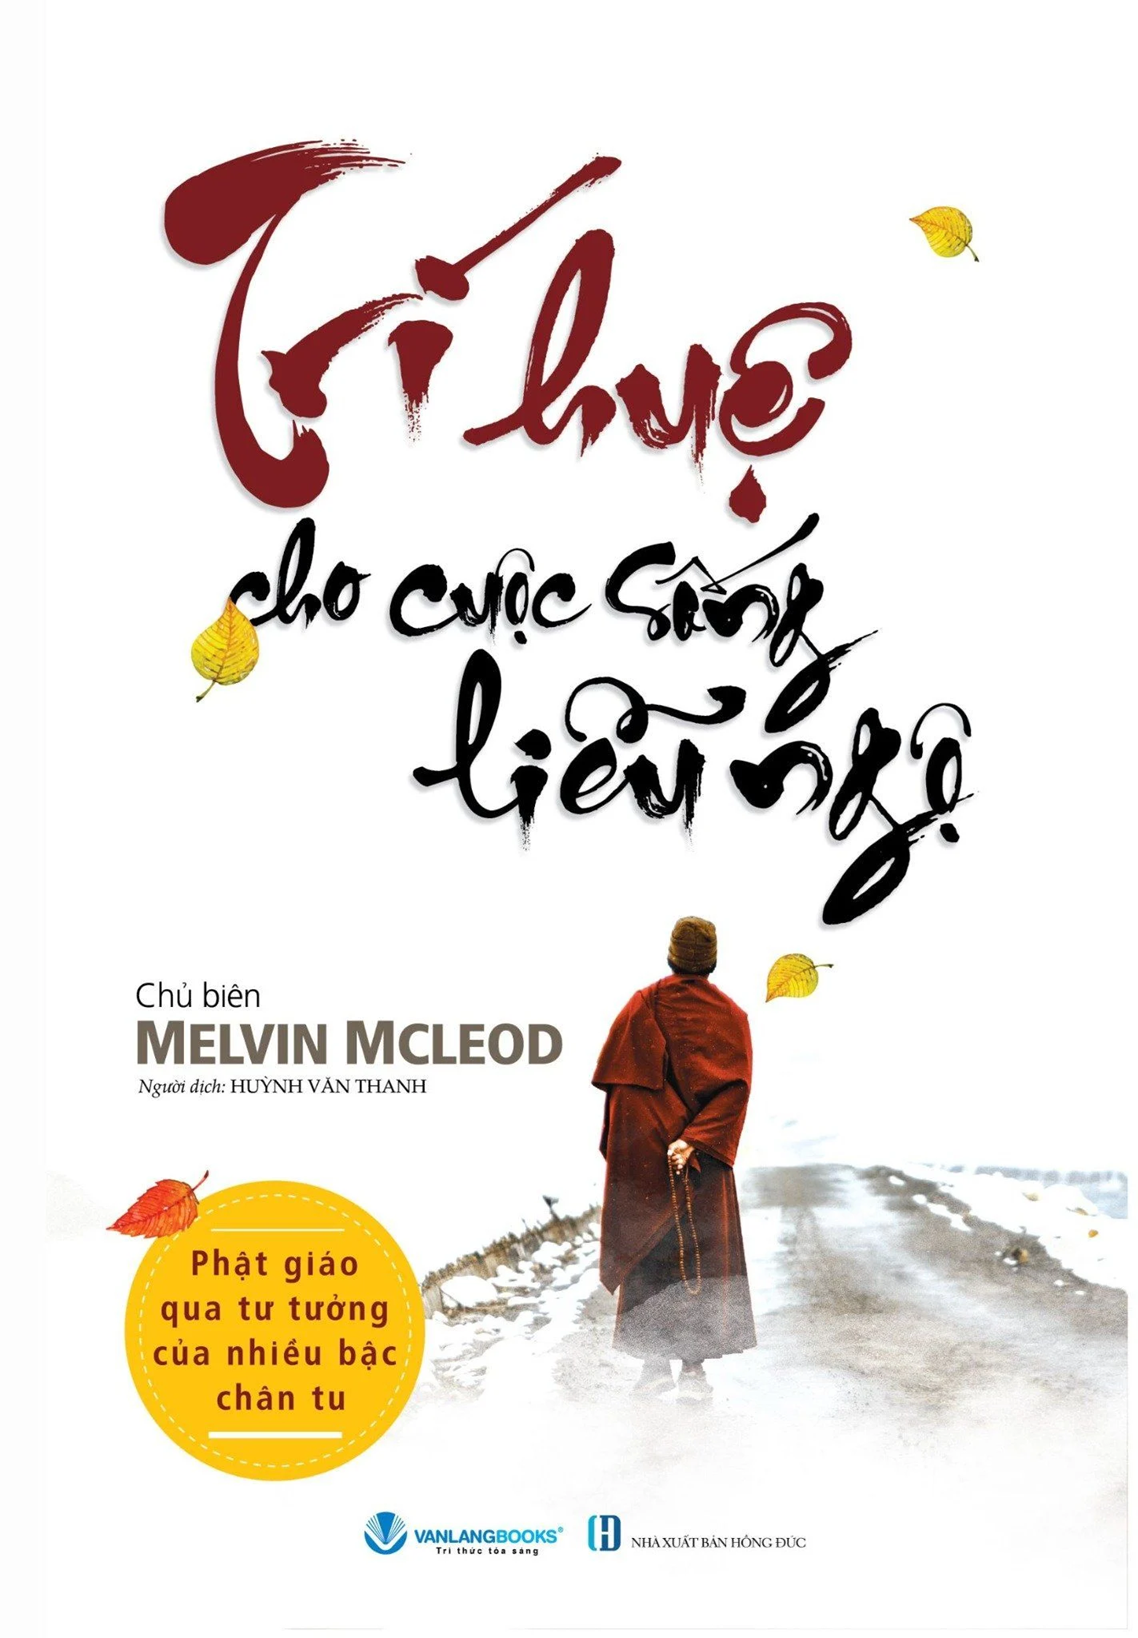 Trí huệ
cho cuộc sống
liễu ngộ
Chủ biên
MELVIN MCLEOD
Người dịch: HUỲNH VĂN THANH
Phật giáo
qua tư tưởng
của nhiều bậc
chân tu
VANLANGBOOKS®
Tri thức tỏa sáng
NHÀ XUẤT BẢN HỒNG ĐỨC